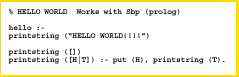 % HELLO WORLD  Works with Sbp (prolog)
hello :-
printstring ("HELLO WORLD!!!!").
printstring ([])
printstring ([H|T]) :- put (H), printstring (T).